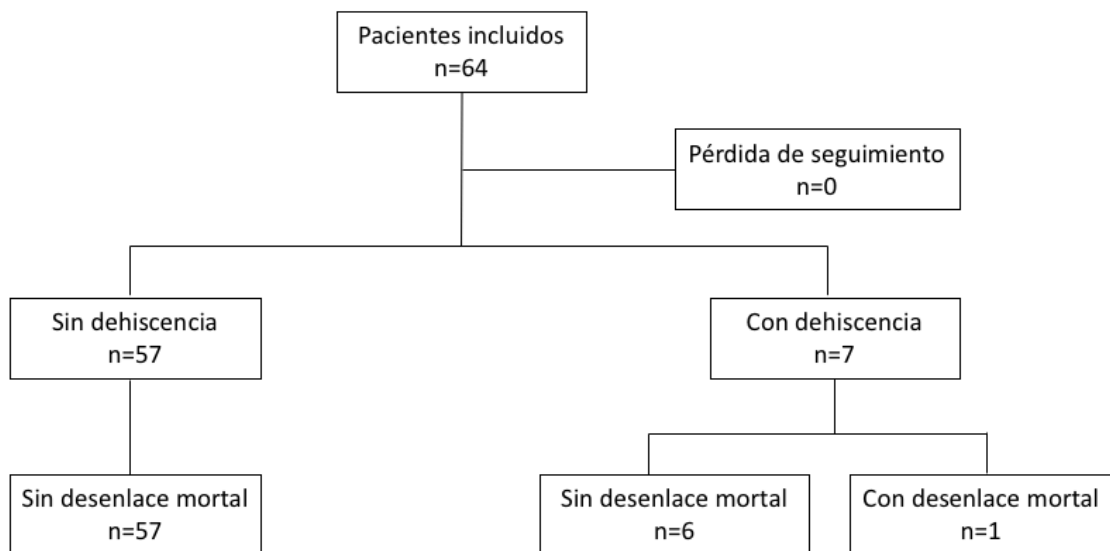 Pacientes incluidos
n=64
Pérdida de seguimiento
n=0
Sin dehiscencia
n=57
Con dehiscencia
n=7
Sin desenlace mortal
n=57
Sin desenlace mortal
n=6
Con desenlace mortal
n=1